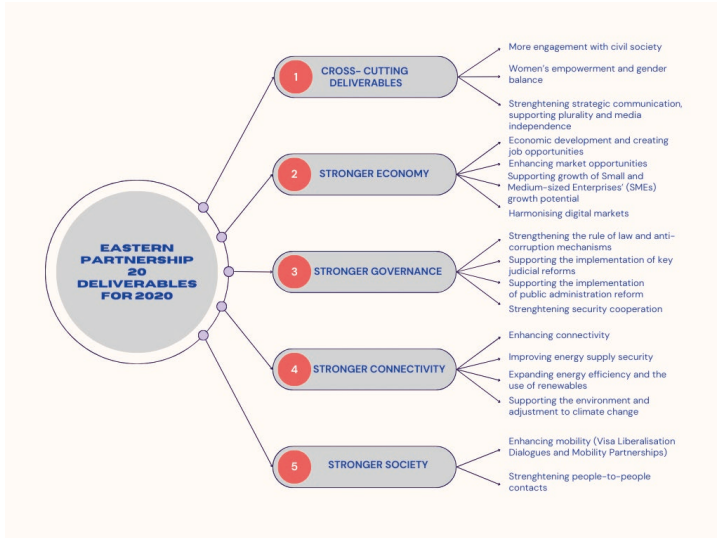 EASTERN
PARTNERSHIP
20
DELIVERABLES
FOR 2020
1
CROSS- CUTTING
DELIVERABLES
More engagement with civil society
Women's empowerment and gender
balance
Strenghtening strategic communication,
supporting plurality and media
independence
2
STRONGER ECONOMY
Economic development and creating
job opportunities
Enhancing market opportunities
Supporting growth of Small and
Medium-sized Enterprises' (SMEs)
growth potential
Harmonising digital markets
3
STRONGER GOVERNANCE
Strengthening the rule of law and anti-
corruption mechanisms
Supporting the implementation of key
judicial reforms
Supporting the implementation
of public administration reform
Strenghtening security cooperation
4
STRONGER CONNECTIVITY
Enhancing connectivity
Improving energy supply security
Expanding energy efficiency and the
use of renewables
Supporting the environment and
adjustment to climate change
5
STRONGER SOCIETY
Enhancing mobility (Visa Liberalisation
Dialogues and Mobility Partnerships)
Strenghtening people-to-people
contacts